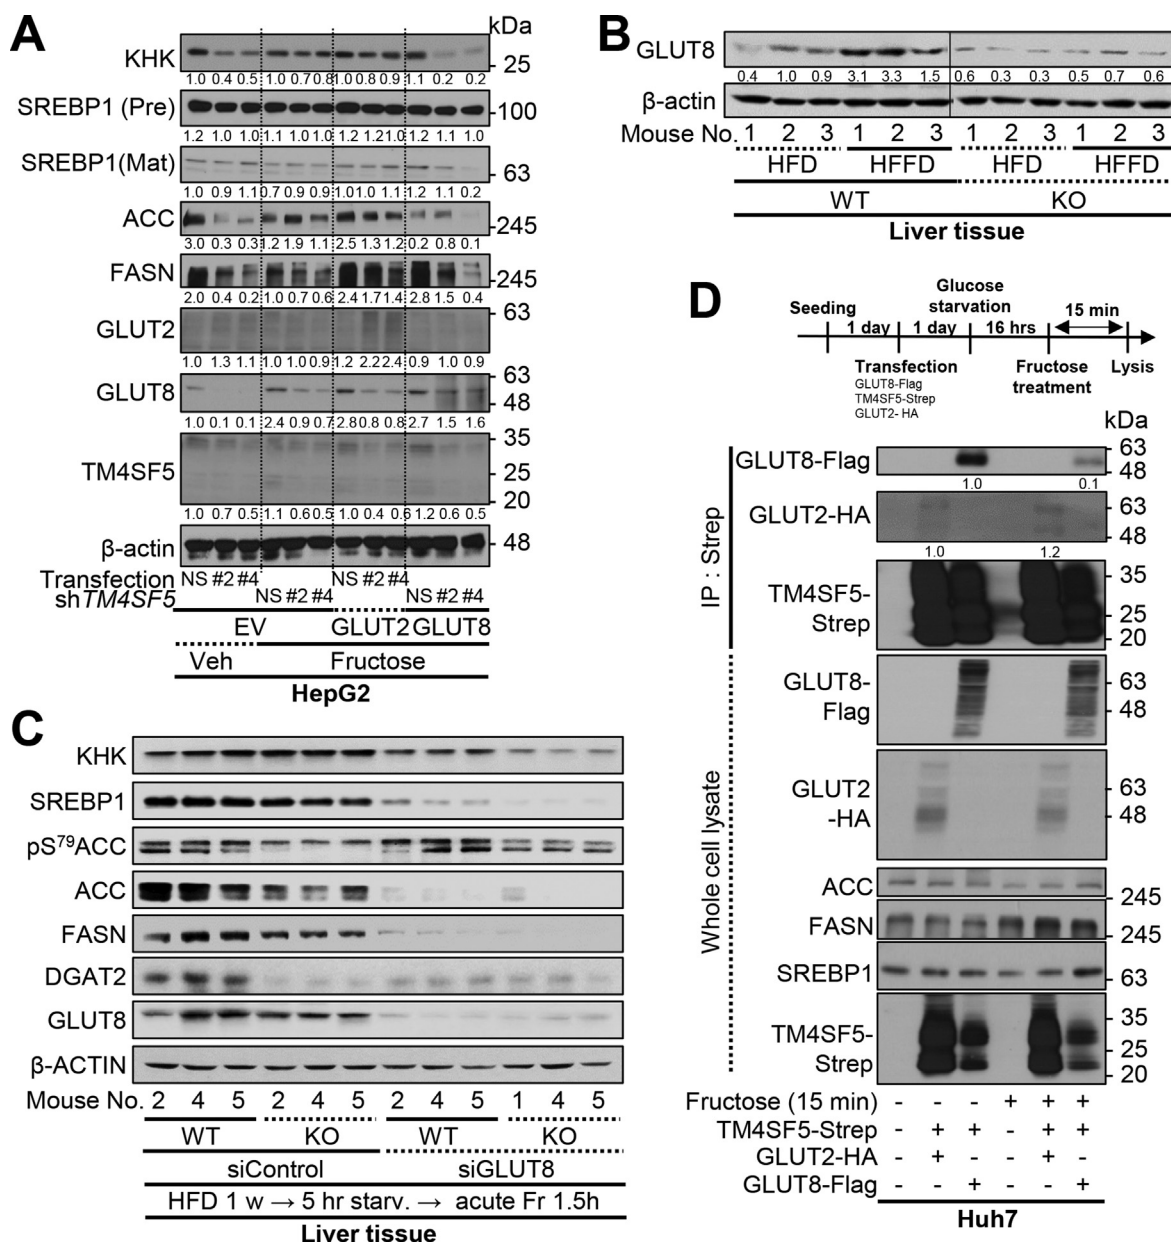 A
kDa
KHK
25
1.0 0.4 0.5 1.0 0.7 0.8 1.0 0.8 0.9 1.1 0.2 0.2
SREBP1 (Pre)
100
1.2 1.0 1.0 1.1 1.0 1.0 1.2 1.2 1.0 1.2 1.1 1.0
SREBP1(Mat)
63
1.0 0.9 1.1 0.7 0.9 0.9 1.0 1.0 1.1 1.2 1.1 0.2
ACC
245
3.0 0.3 0.3 1.2 1.9 1.1 2.5 1.3 1.2 0.2 0.8 0.1
FASN
245
2.0 0.4 0.2 1.0 0.7 0.6 2.4 1.7 1.4 2.8 1.5 0.4
GLUT2
63
1.0 1.3 1.1 1.0 1.0 0.9 1.2 2.2 2.4 0.9 1.0 0.9
GLUT8
63
48
1.0 0.1 0.1 2.4 0.9 0.7 2.8 0.8 0.8 2.7 1.5 1.6
TM4SF5
35
25
20
1.0 0.7 0.5 1.1 0.6 0.5 1.0 0.4 0.6 1.2 0.6 0.5
β-actin
48
Transfection NS #2 #4 NS #2 #4
shTM4SF5 NS #2 #4 NS #2 #4
EV GLUT2 GLUT8
Veh Fructose
HepG2
B
GLUT8
0.4 1.0 0.9 3.1 3.3 1.5 0.6 0.3 0.3 0.5 0.7 0.6
β-actin
Mouse No. 1 2 3 1 2 3 1 2 3 1 2 3
HFD HFFD HFD HFFD
WT KO
Liver tissue
C
KHK
SREBP1
pS79ACC
ACC
FASN
DGAT2
GLUT8
β-ACTIN
Mouse No. 2 4 5 2 4 5 2 4 5 1 4 5
WT KO WT KO
siControl siGLUT8
HFD 1 w → 5 hr starv. → acute Fr 1.5h
Liver tissue
D
Glucose
starvation
Seeding
15 min
1 day 1 day 16 hrs
Transfection
GLUT8-Flag
TM4SF5-Strep
GLUT2- HA
Fructose
treatment
Lysis
kDa
IP : Strep
GLUT8-Flag
63
48
1.0 0.1
GLUT2-HA
63
48
1.0 1.2
TM4SF5-
Strep
35
25
20
Whole cell lysate
GLUT8-
Flag
63
48
GLUT2
-HA
63
48
ACC
245
FASN
245
SREBP1
63
TM4SF5-
Strep
35
25
20
Fructose (15 min) - - - + + +
TM4SF5-Strep - + + - + +
GLUT2-HA - + - - + -
GLUT8-Flag - - + - - +
Huh7